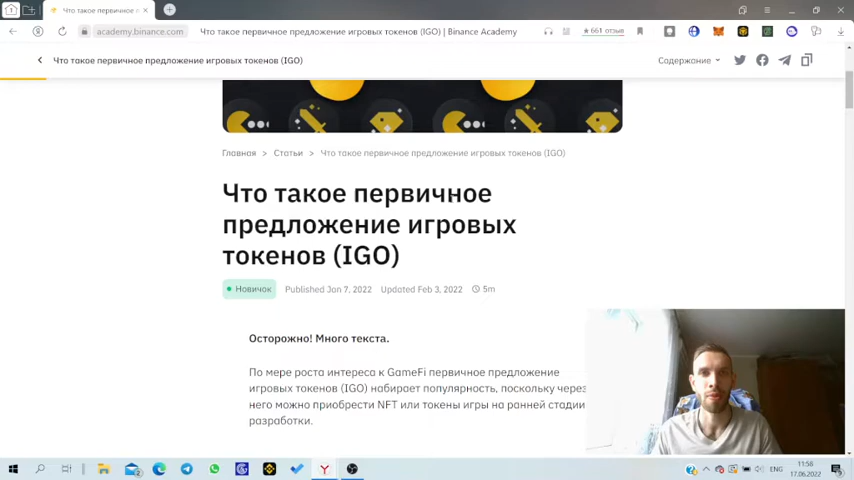 Что такое первичное п
academy.binance.com
Что такое первичное предложение игровых токенов (IGO) | Binance Academy
★ 661 отзыв
Что такое первичное предложение игровых токенов (IGO)
Содержание
Главная > Статьи > Что такое первичное предложение игровых токенов (IGO)
Что такое первичное
предложение игровых
токенов (IGO)
Новичок
Published Jan 7, 2022
Updated Feb 3, 2022
5m
Осторожно! Много текста.
По мере роста интереса к GameFi первичное предложение
игровых токенов (IGO) набирает популярность, поскольку через
него можно приобрести NFT или токены игры на ранней стадии
разработки.
ENG
11:56
17.06.2022